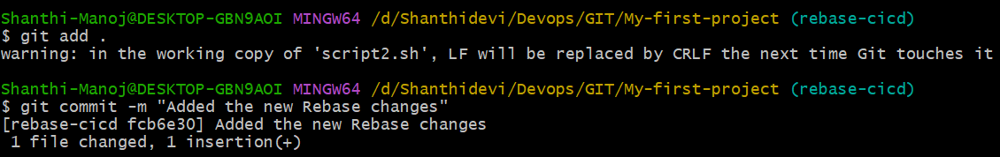 Shanthi-Manoj@DESKTOP-GBN9AOI MINGW64 /d/Shanthidevi/Devops/GIT/My-first-project (rebase-cicd)
$ git add .
warning: in the working copy of 'script2.sh', LF will be replaced by CRLF the next time Git touches it
Shanthi-Manoj@DESKTOP-GBN9AOI MINGW64 /d/Shanthidevi/Devops/GIT/My-first-project (rebase-cicd)
$ git commit -m "Added the new Rebase changes"
[rebase-cicd fcb6e30] Added the new Rebase changes
1 file changed, 1 insertion(+)